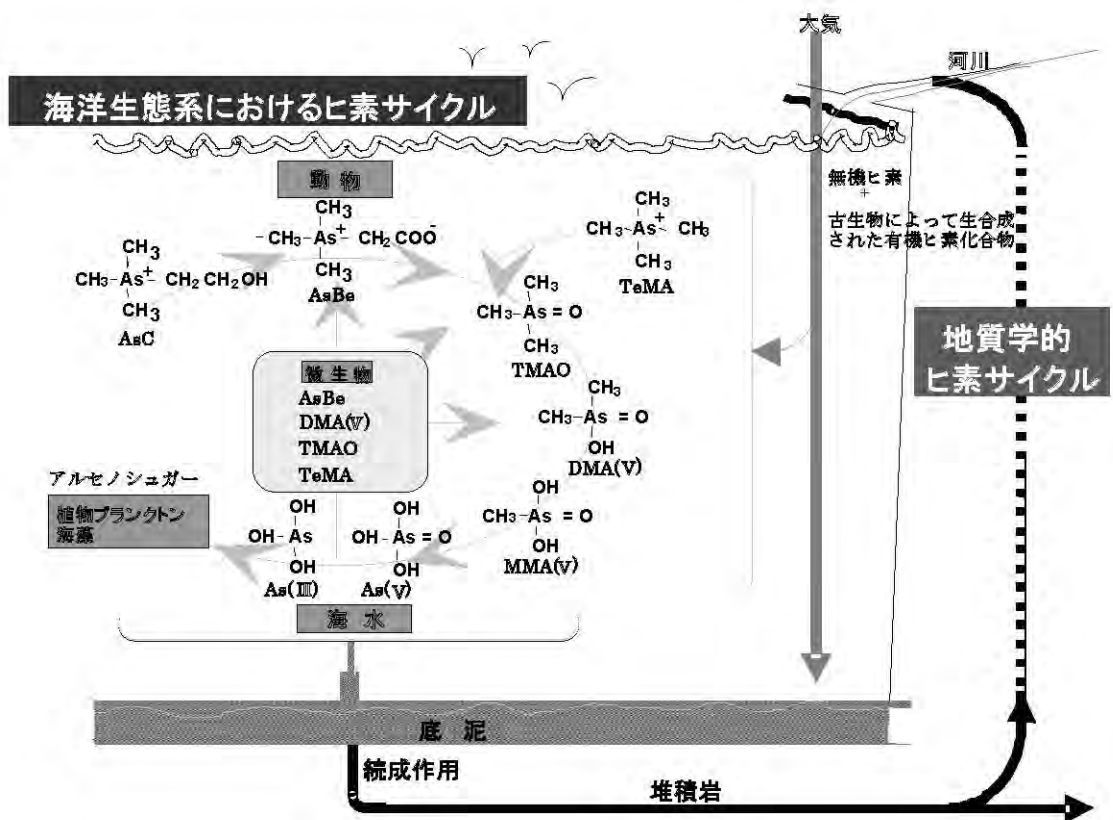 大気
河川
海洋生態系におけるヒ素サイクル
動物
無機ヒ素
+
古生物によって生合成
された有機ヒ素化合物
CH3
CH3-As+-CH2CH2OH
CH3
AsC
CH3
-CH3-As+-CH2COO-
CH3
AsBe
CH3
CH3-As+-CH3
CH3
TeMA
CH3
CH3-As=O
CH3
TMAO
地質学的
ヒ素サイクル
微生物
AsBe
DMA(V)
TMAO
TeMA
CH3
CH3-As=O
OH
DMA(V)
アルセノシュガー
植物プランクトン
海藻
OH
OH-As
OH
As(III)
OH
OH-As=O
OH
As(V)
OH
CH3-As=O
OH
MMA(V)
海水
底泥
続成作用
堆積岩